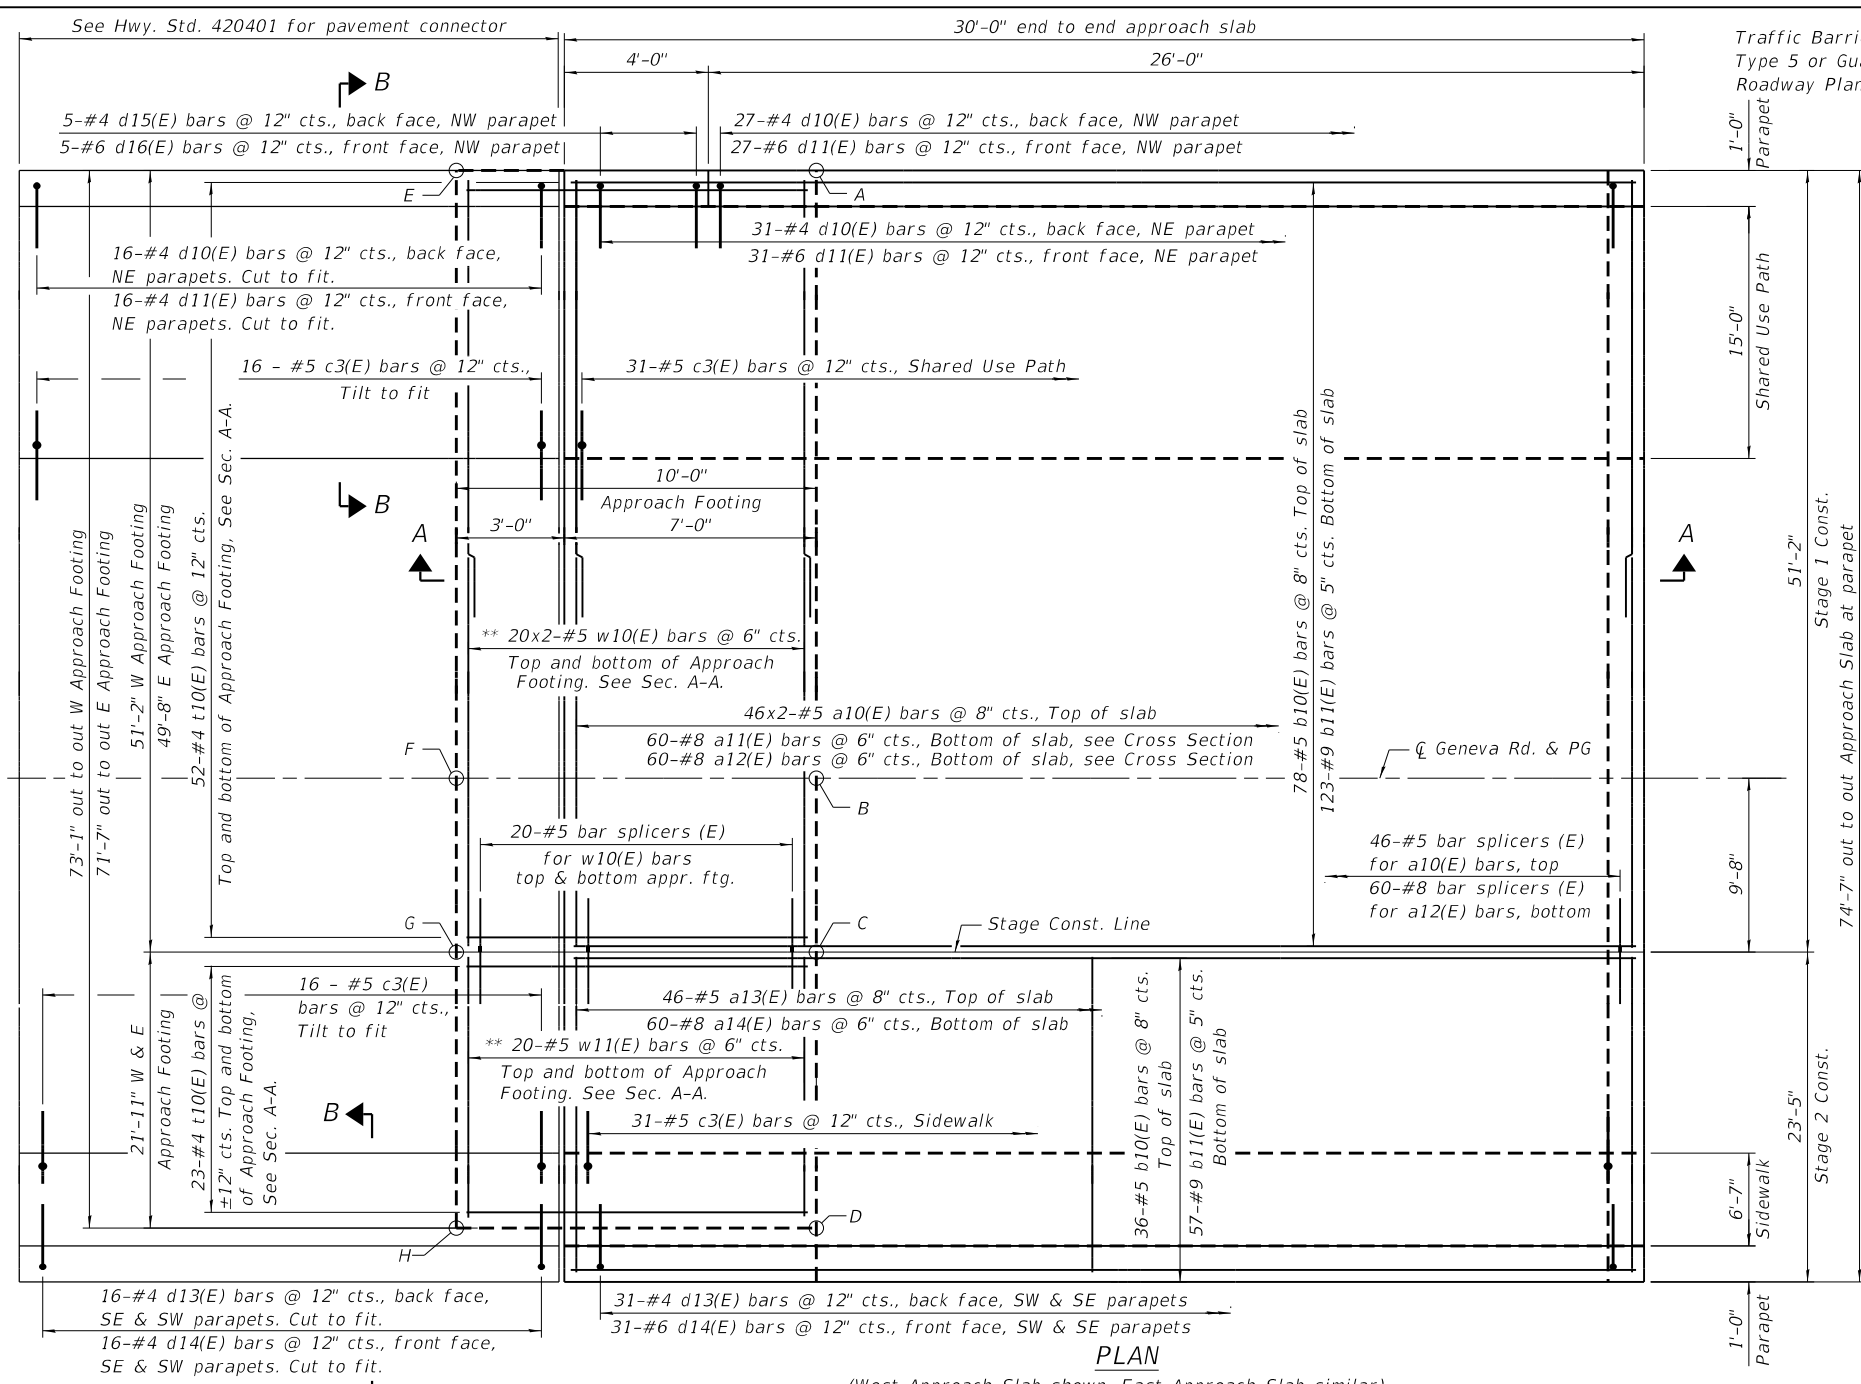 See Hwy. Std. 420401 for pavement connector
30'-0" end to end approach slab
4'-0"
26'-0"
Traffic Barri
Type 5 or Gu
Roadway Plan
B
5-#4 d15(E) bars @ 12" cts., back face, NW parapet
5-#6 d16(E) bars @ 12" cts., front face, NW parapet
27-#4 d10(E) bars @ 12" cts., back face, NW parapet
27-#6 d11(E) bars @ 12" cts., front face, NW parapet
1'-0"
Parapet
E
A
31-#4 d10(E) bars @ 12" cts., back face, NE parapet
31-#6 d11(E) bars @ 12" cts., front face, NE parapet
16-#4 d10(E) bars @ 12" cts., back face,
NE parapets. Cut to fit.
16-#4 d11(E) bars @ 12" cts., front face,
NE parapets. Cut to fit.
15'-0"
Shared Use Path
16 - #5 c3(E) bars @ 12" cts.,
Tilt to fit
31-#5 c3(E) bars @ 12" cts., Shared Use Path
10'-0"
Approach Footing
3'-0"
7'-0"
B
A
A
73'-1" out to out W Approach Footing
71'-7" out to out E Approach Footing
51'-2" W Approach Footing
49'-8" E Approach Footing
52-#4 t10(E) bars @ 12" cts.
Top and bottom of Approach Footing, See Sec. A-A.
78-#5 b10(E) bars @ 8" cts. Top of slab
123-#9 b11(E) bars @ 5" cts. Bottom of slab
51'-2"
Stage 1 Const.
74'-7" out to out Approach Slab at parapet
** 20x2-#5 w10(E) bars @ 6" cts.
Top and bottom of Approach
Footing. See Sec. A-A.
46x2-#5 a10(E) bars @ 8" cts., Top of slab
60-#8 a11(E) bars @ 6" cts., Bottom of slab, see Cross Section
60-#8 a12(E) bars @ 6" cts., Bottom of slab, see Cross Section
F
℄ Geneva Rd. & PG
B
20-#5 bar splicers (E)
for w10(E) bars
top & bottom appr. ftg.
46-#5 bar splicers (E)
for a10(E) bars, top
60-#8 bar splicers (E)
for a12(E) bars, bottom
9'-8"
G
C
Stage Const. Line
16 - #5 c3(E)
bars @ 12" cts.,
Tilt to fit
46-#5 a13(E) bars @ 8" cts., Top of slab
60-#8 a14(E) bars @ 6" cts., Bottom of slab
** 20-#5 w11(E) bars @ 6" cts.
Top and bottom of Approach
Footing. See Sec. A-A.
21'-11" W & E
Approach Footing
23-#4 t10(E) bars @
±12" cts. Top and bottom
of Approach Footing,
See Sec. A-A.
B
31-#5 c3(E) bars @ 12" cts., Sidewalk
36-#5 b10(E) bars @ 8" cts.
Top of slab
57-#9 b11(E) bars @ 5" cts.
Bottom of slab
23'-5"
Stage 2 Const.
6'-7"
Sidewalk
D
H
16-#4 d13(E) bars @ 12" cts., back face,
SE & SW parapets. Cut to fit.
16-#4 d14(E) bars @ 12" cts., front face,
SE & SW parapets. Cut to fit.
31-#4 d13(E) bars @ 12" cts., back face, SW & SE parapets
31-#6 d14(E) bars @ 12" cts., front face, SW & SE parapets
1'-0"
Parapet
PLAN
(West Approach Slab shown, East Approach Slab similar)